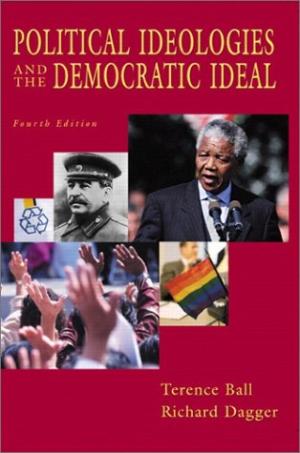 POLITICAL IDEOLOGIES
AND THE DEMOCRATIC IDEAL
Fourth Edition
Terence Ball
Richard Dagger